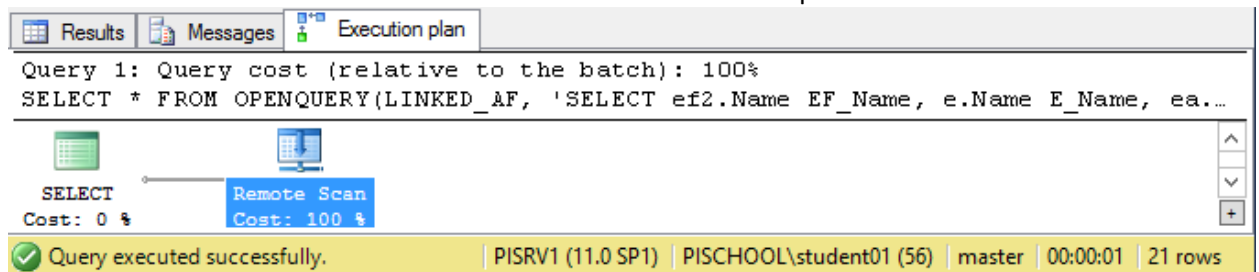 Results Messages Execution plan
Query 1: Query cost (relative to the batch): 100%
SELECT * FROM OPENQUERY(LINKED_AF, 'SELECT ef2.Name EF_Name, e.Name E_Name, ea.…
SELECT Remote Scan
Cost: 0 % Cost: 100 %
Query executed successfully. PISRV1 (11.0 SP1) PISCHOOL\student01 (56) master 00:00:01 21 rows